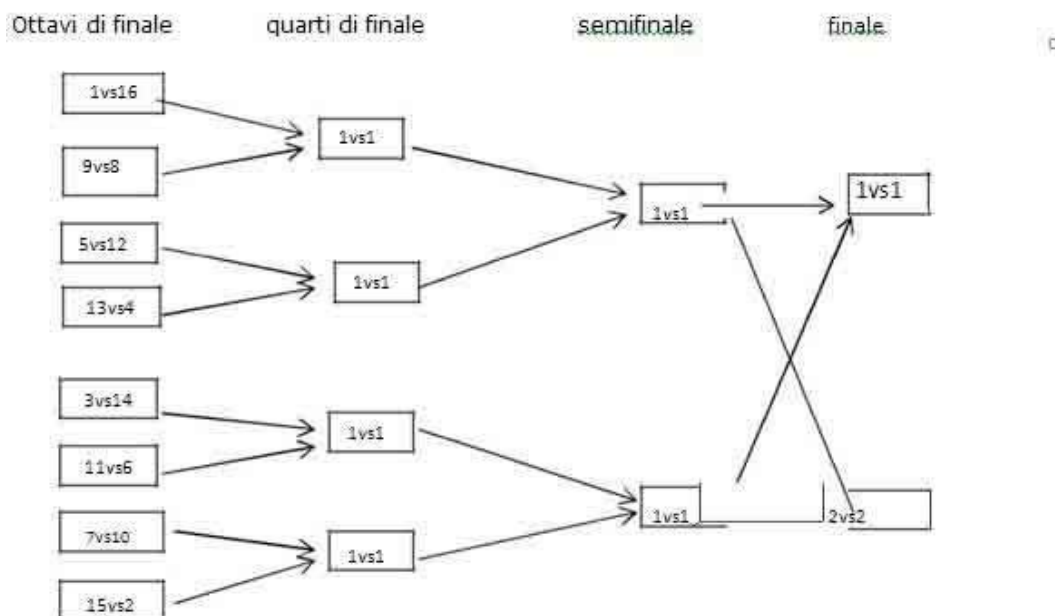 Ottavi di finale quarti di finale semifinale finale
1vs16
1vs1
9vs8
1vs1
1vs1
5vs12
1vs1
13vs4
3vs14
1vs1
11vs6
1vs1
2vs2
7vs10
1vs1
15vs2